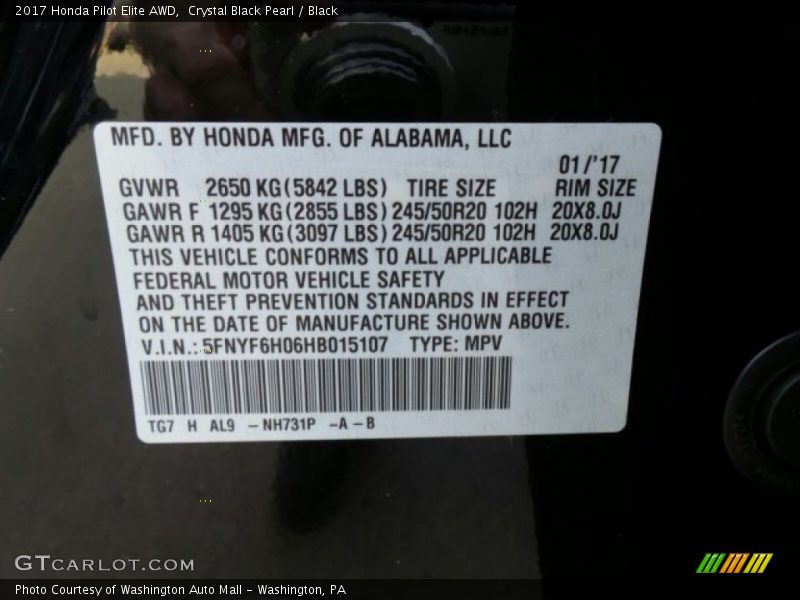 2017 Honda Pilot Elite AWD,  Crystal Black Pearl / Black
MFD. BY HONDA MFG. OF ALABAMA, LLC
01/'17
GVWR 2650 KG(5842 LBS) TIRE SIZE RIM SIZE
GAWR F 1295 KG(2855 LBS) 245/50R20 102H 20X8.0J
GAWR R 1405 KG(3097 LBS) 245/50R20 102H 20X8.0J
THIS VEHICLE CONFORMS TO ALL APPLICABLE
FEDERAL MOTOR VEHICLE SAFETY
AND THEFT PREVENTION STANDARDS IN EFFECT
ON THE DATE OF MANUFACTURE SHOWN ABOVE.
V.I.N.: 5FNYF6H06HB015107 TYPE: MPV
TG7 H AL9 – NH731P –A – B
GTCARLOT.COM
Photo Courtesy of Washington Auto Mall – Washington, PA